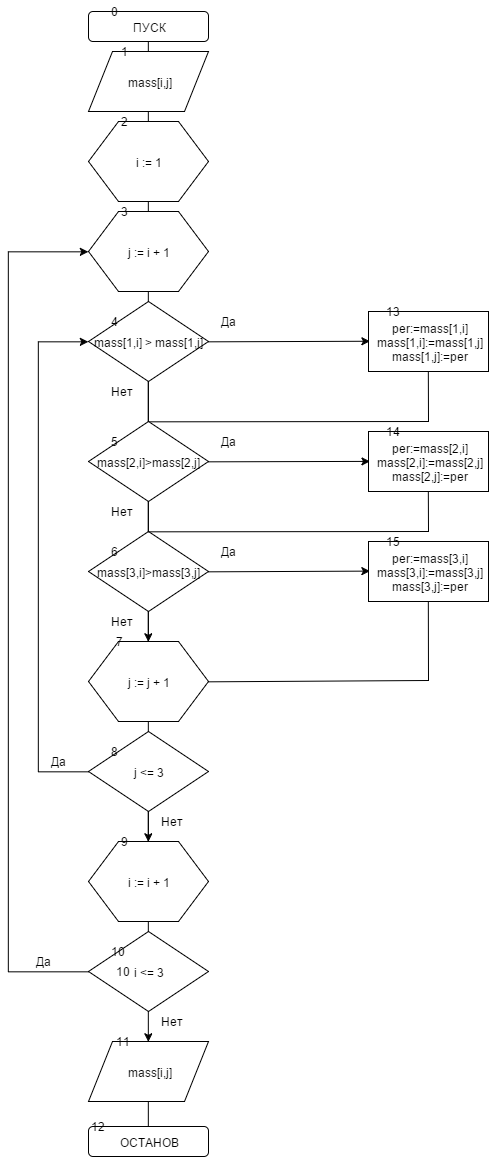 0
ПУСК
1
mass[i,j]
2
i := 1
3
j := i + 1
4
mass[1,i] > mass[1,j]
Да
13
per:=mass[1,i]
mass[1,i]:=mass[1,j]
mass[1,j]:=per
Нет
5
mass[2,i]>mass[2,j]
Да
14
per:=mass[2,i]
mass[2,i]:=mass[2,j]
mass[2,j]:=per
Нет
6
mass[3,i]>mass[3,j]
Да
15
per:=mass[3,i]
mass[3,i]:=mass[3,j]
mass[3,j]:=per
Нет
7
j := j + 1
8
j <= 3
Да
Нет
9
i := i + 1
10
10 i <= 3
Да
Нет
11
mass[i,j]
12
ОСТАНОВ